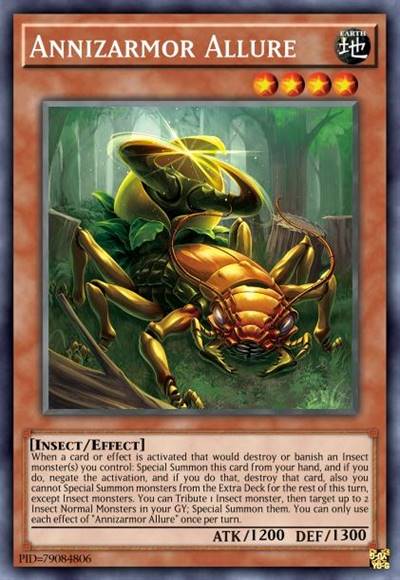 ANNIZARMOR ALLURE
EARTH
地
[INSECT/EFFECT]
When a card or effect is activated that would destroy or banish an Insect
monster(s) you control: Special Summon this card from your hand, and if you
do, negate the activation, and if you do that, destroy that card, also you
cannot Special Summon monsters from the Extra Deck for the rest of this turn,
except Insect monsters. You can Tribute 1 Insect monster, then target up to 2
Insect Normal Monsters in your GY; Special Summon them. You can only use
each effect of "Annizarmor Allure" once per turn.
ATK/1200 DEF/1300
PID=79084806